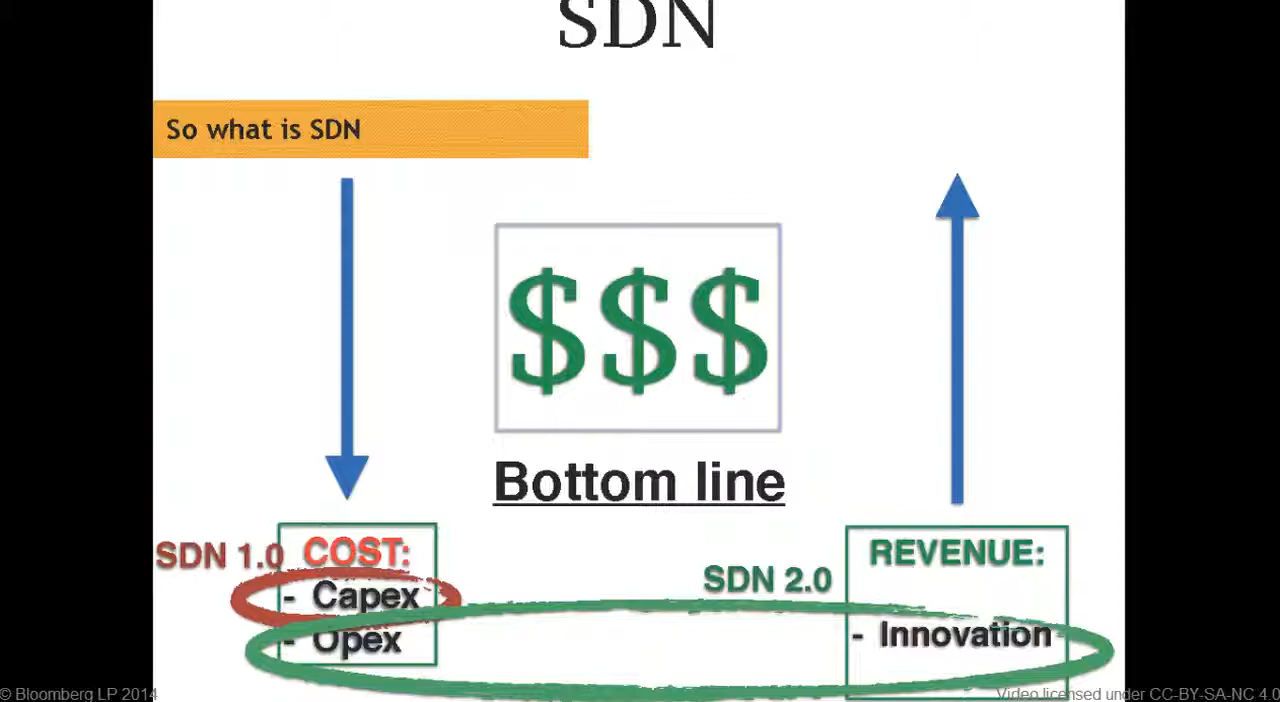 SDN
So what is SDN
$$$
Bottom line
SDN 1.0
COST:
- Capex
- Opex
SDN 2.0
REVENUE:
- Innovation
© Bloomberg LP 2014
Video licensed under CC-BY-SA-NC 4.0